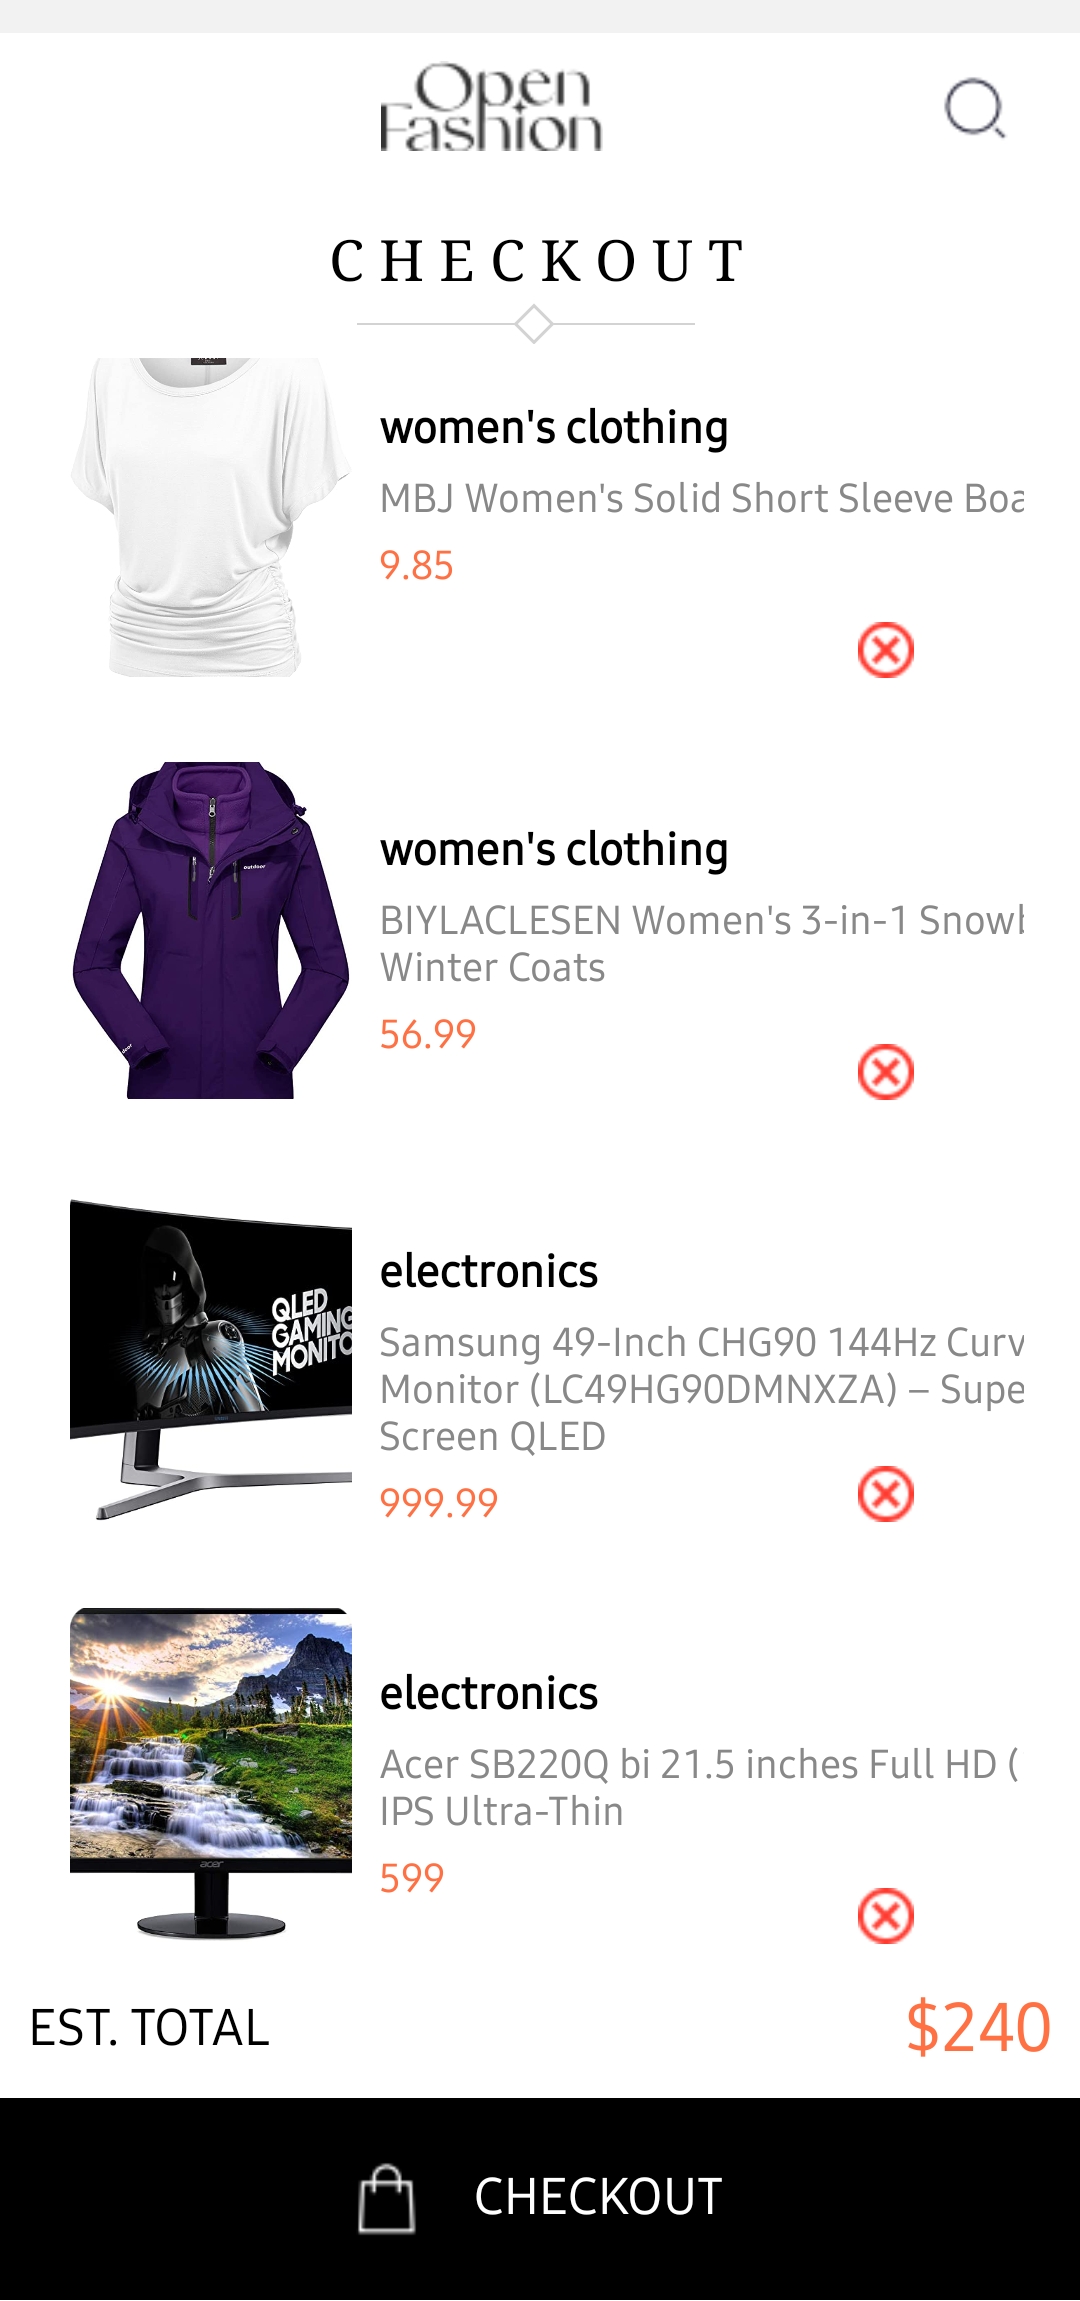 Open
Fashion
CHECKOUT
women's clothing
MBJ Women's Solid Short Sleeve Boa
9.85
outdoor
women's clothing
BIYLACLESEN Women's 3-in-1 Snowb
Winter Coats
56.99
QLED
GAMING
MONITO
electronics
Samsung 49-Inch CHG90 144Hz Curv
Monitor (LC49HG90DMNXZA) – Supe
Screen QLED
999.99
acer
electronics
Acer SB220Q bi 21.5 inches Full HD (
IPS Ultra-Thin
599
EST. TOTAL
$240
CHECKOUT